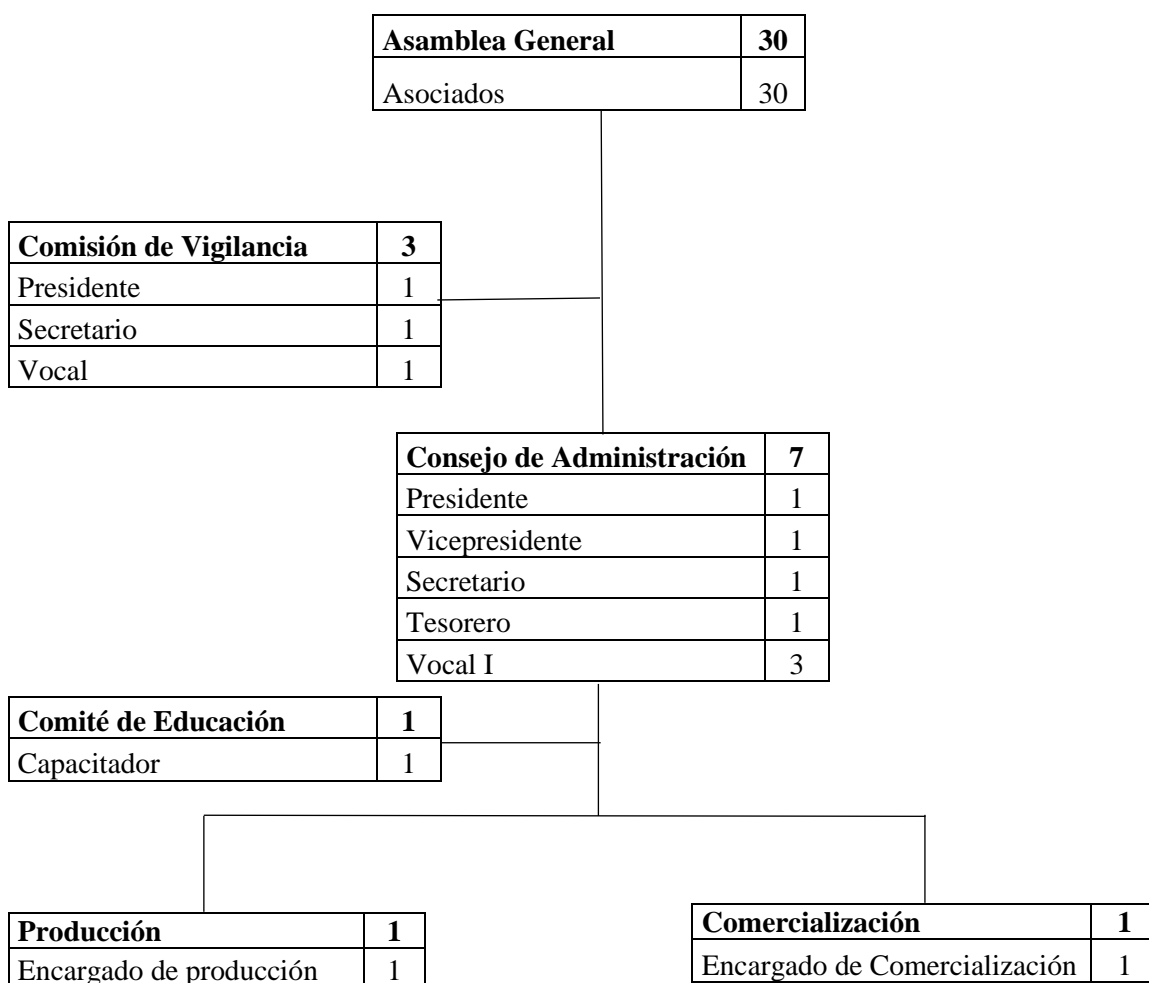 Asamblea General 30
Asociados 30
Comisión de Vigilancia 3
Presidente 1
Secretario 1
Vocal 1
Consejo de Administración 7
Presidente 1
Vicepresidente 1
Secretario 1
Tesorero 1
Vocal I 3
Comité de Educación 1
Capacitador 1
Producción 1
Encargado de producción 1
Comercialización 1
Encargado de Comercialización 1